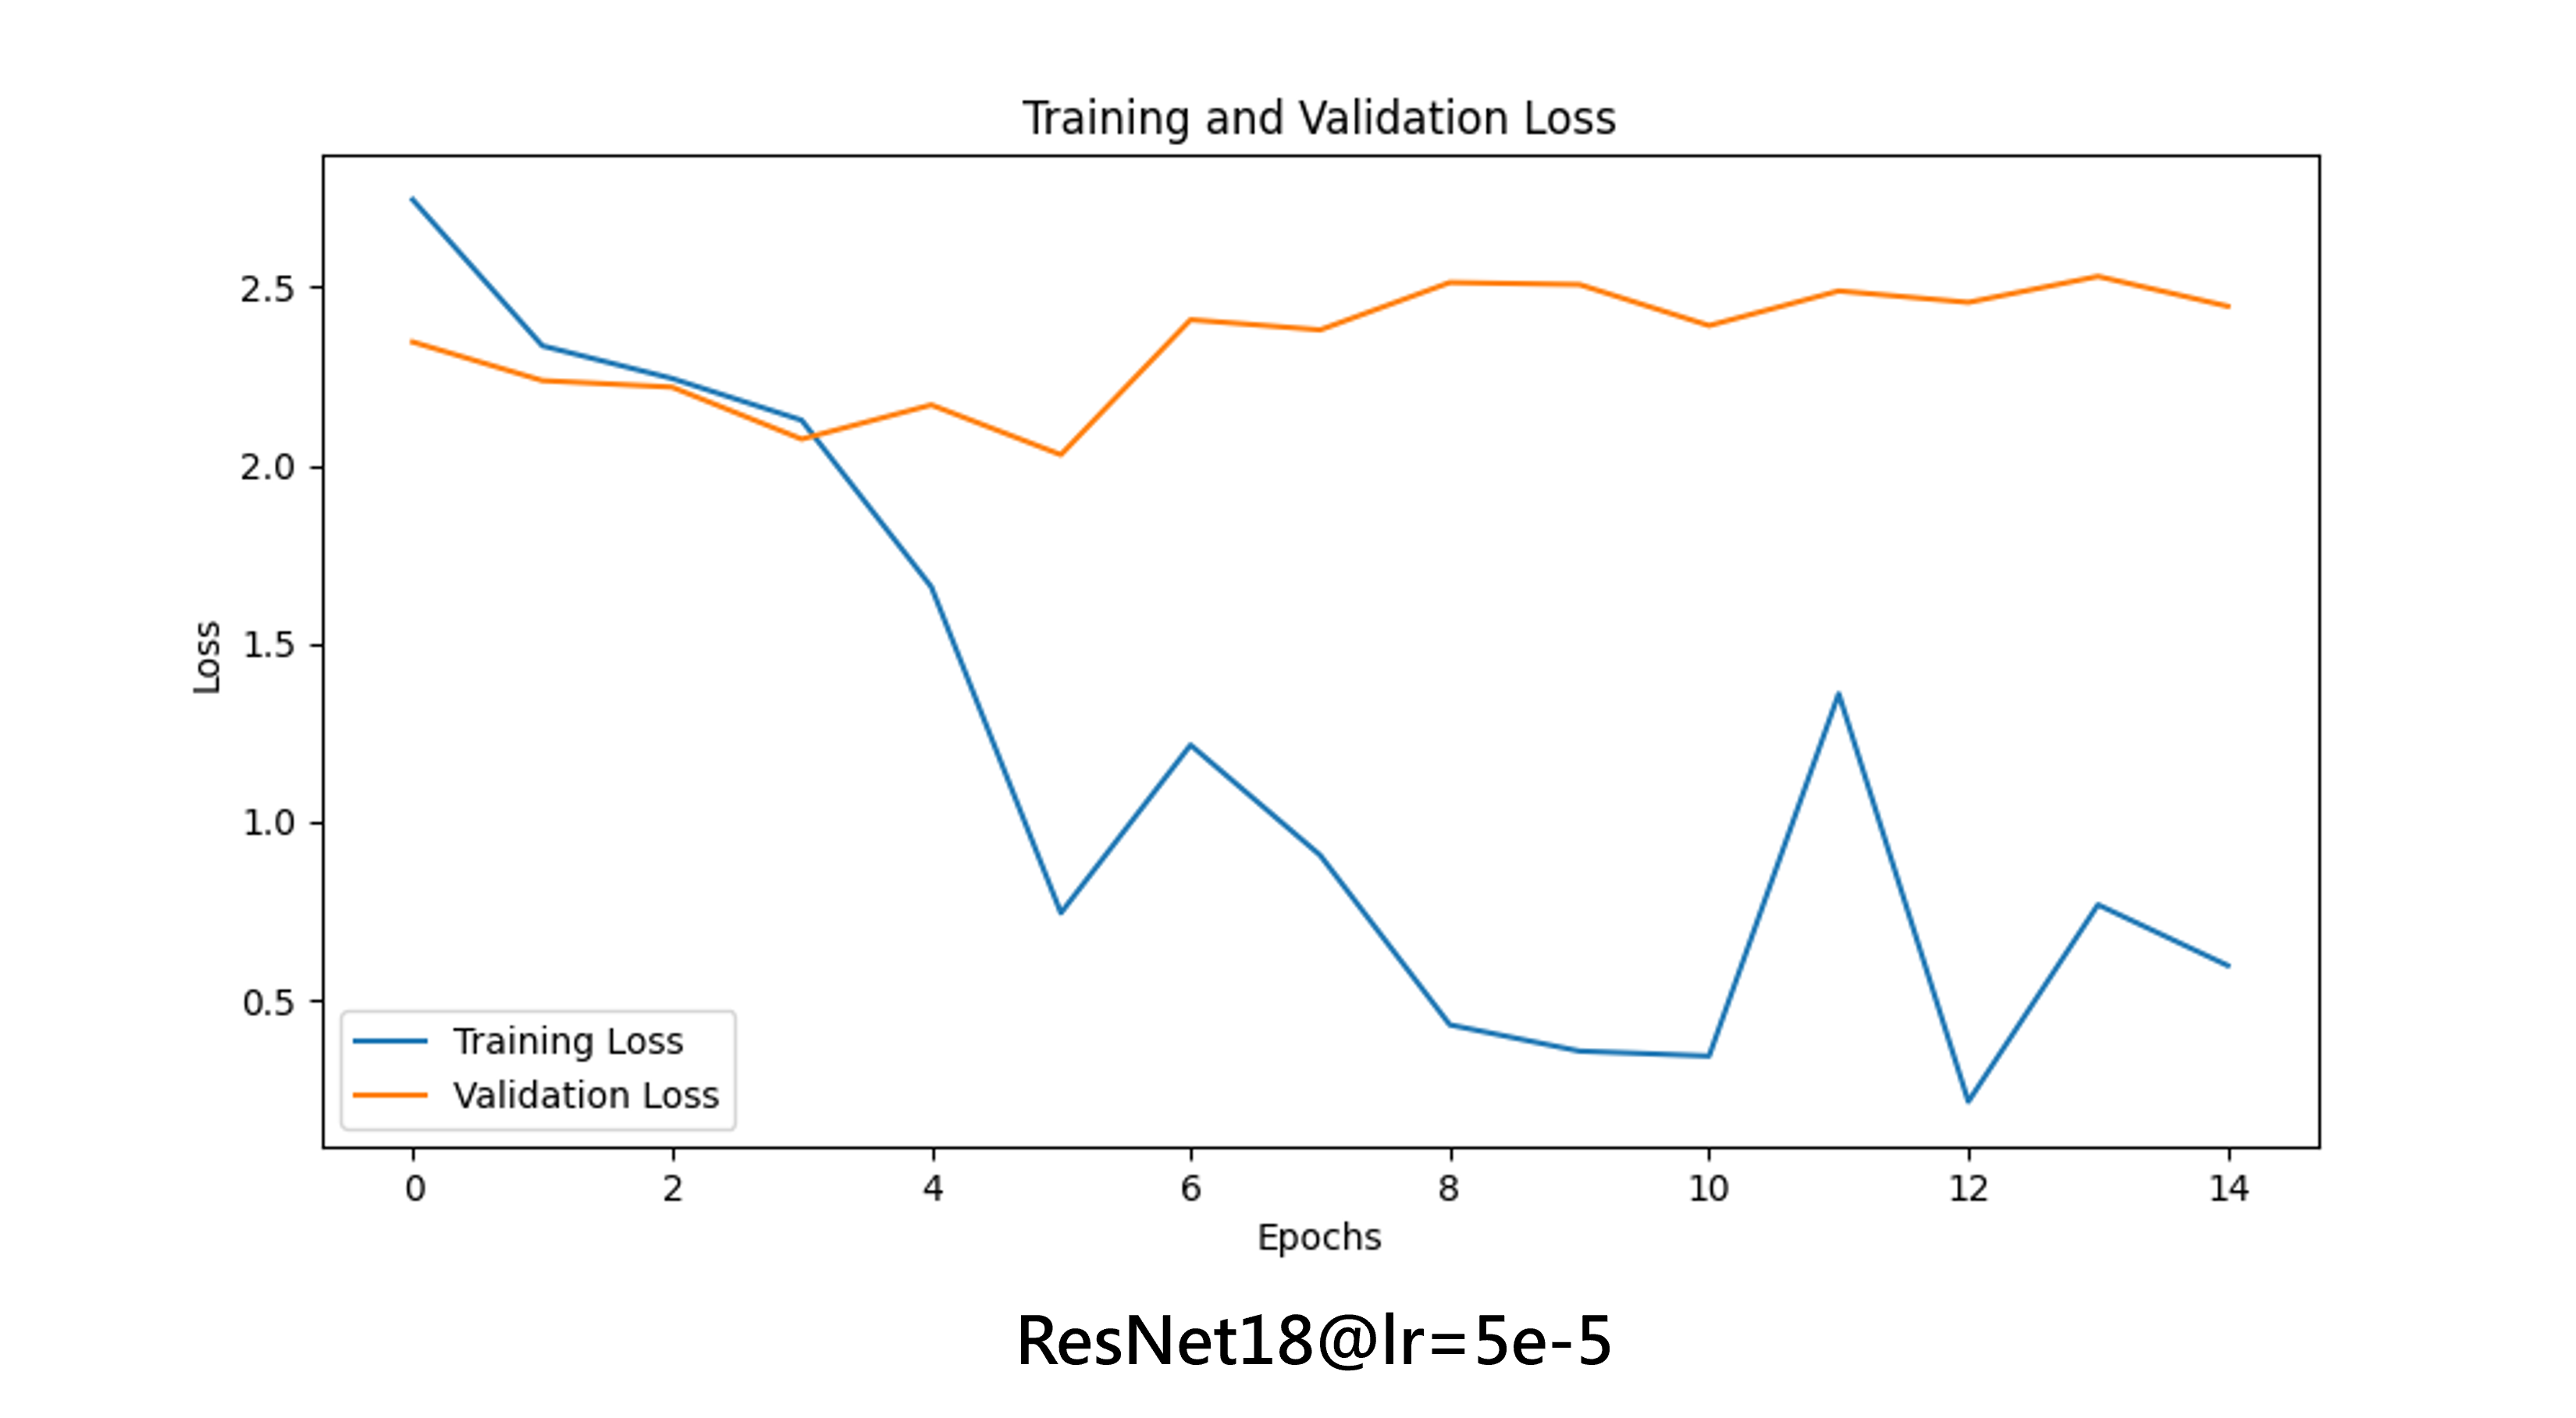 Training and Validation Loss
2.5
2.0
1.5
1.0
0.5
Loss
Training Loss
Validation Loss
0 2 4 6 8 10 12 14
Epochs
ResNet18@lr=5e-5